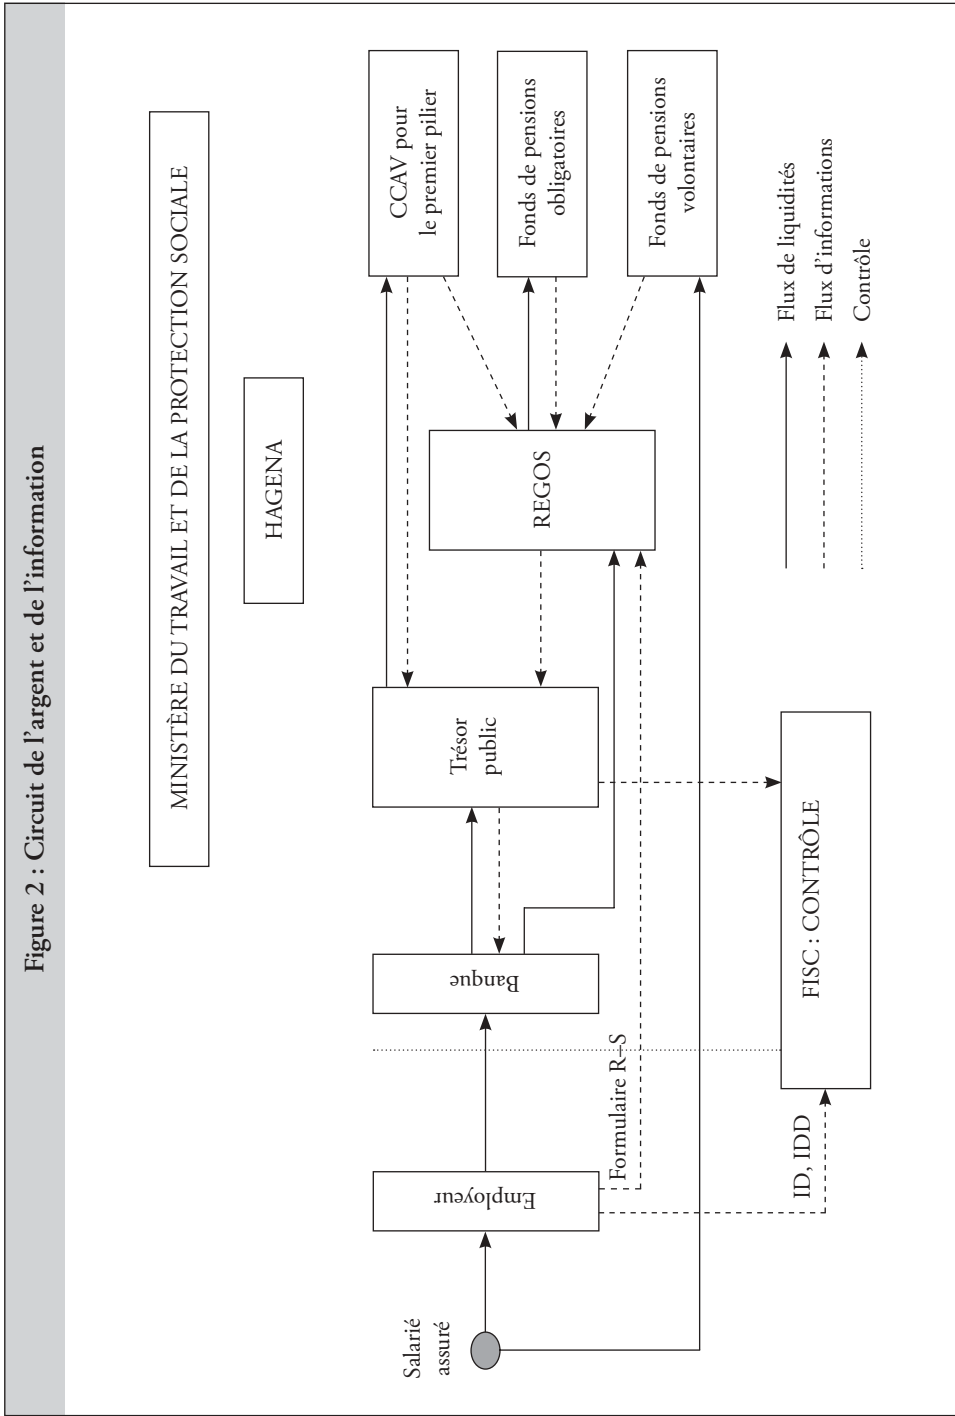 Figure 2 : Circuit de l’argent et de l’information
MINISTÈRE DU TRAVAIL ET DE LA PROTECTION SOCIALE
HAGENA
Salarié
assuré
Employeur
Banque
Trésor
public
REGOS
CCAV pour
le premier pilier
Fonds de pensions
obligatoires
Fonds de pensions
volontaires
Formulaire R–S
ID, IDD
FISC : CONTRÔLE
Flux de liquidités
Flux d’informations
Contrôle